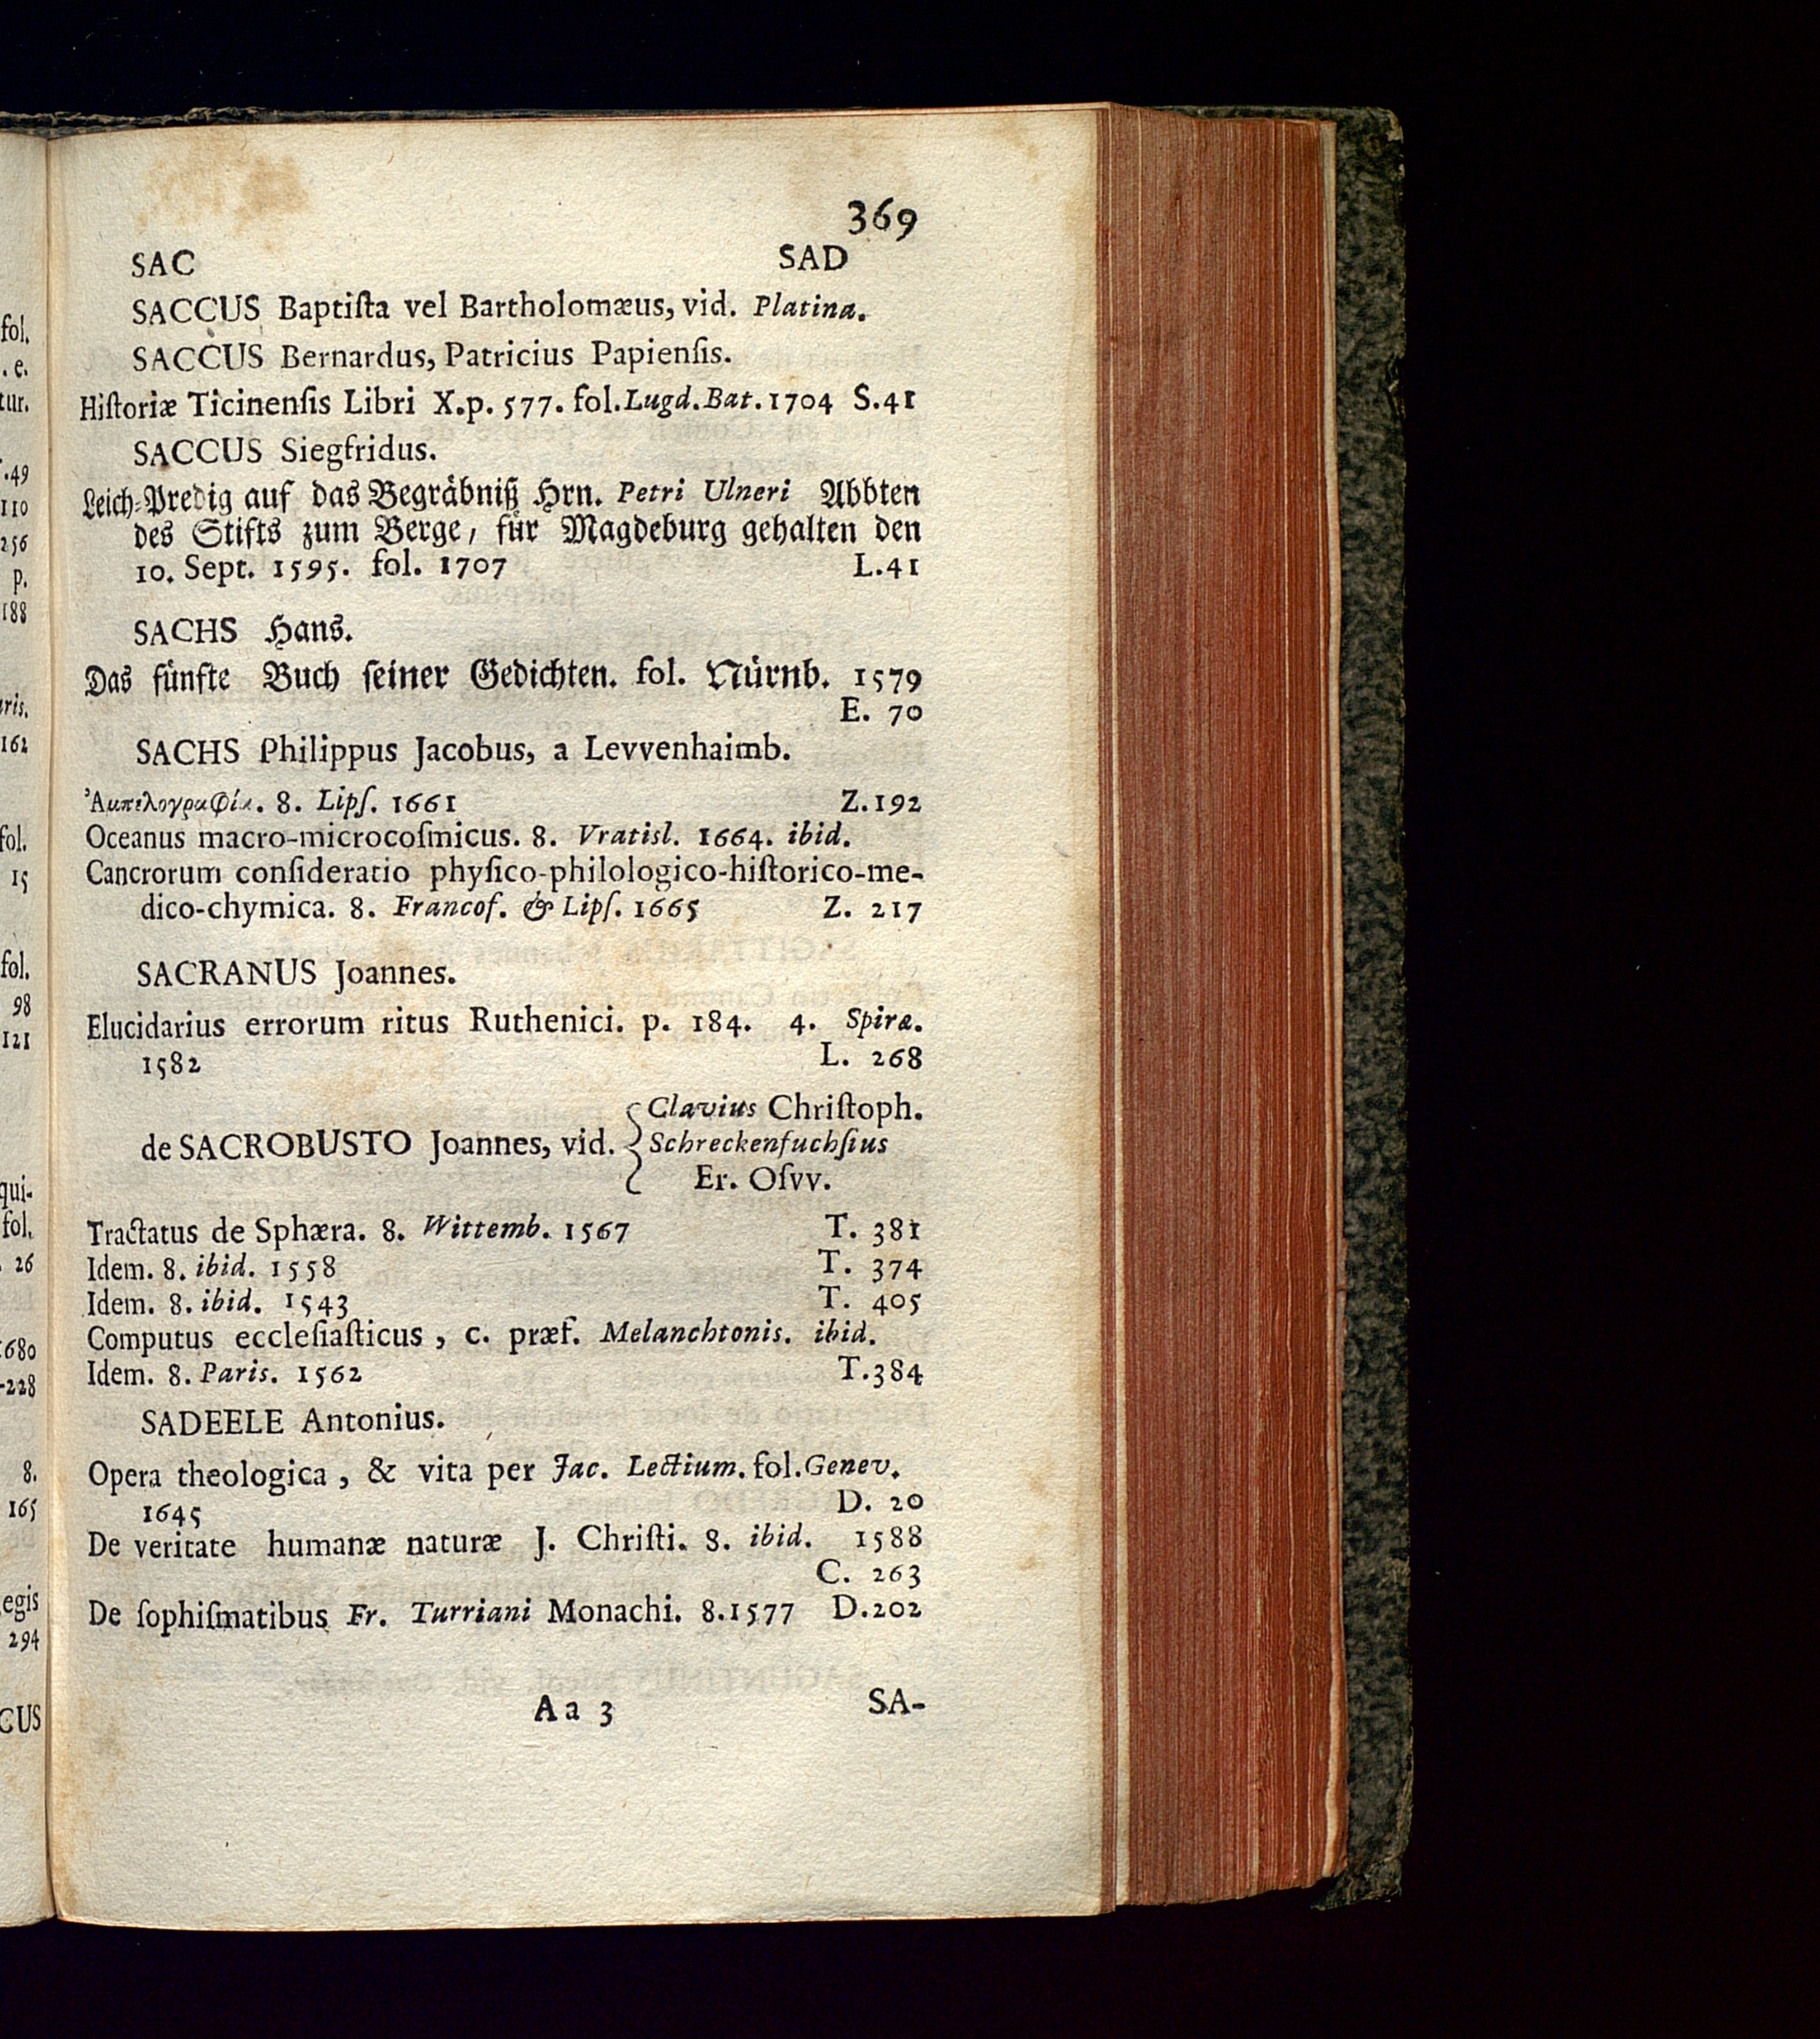 369
SAC SAD
SACCUS Baptiſta vel Bartholomæus, vid. Platina.
SACCUS Bernardus, Patricius Papienſis.
Hiſtoriæ Ticinenſis Libri X.p. 577. fol. Lugd.Bat. 1704 S.41
SACCUS Siegfridus.
Leich-Predig auf das Begräbniß Hrn. Petri Ulneri Abbten
des Stifts zum Berge, für Magdeburg gehalten den
10. Sept. 1595. fol. 1707 L.41
SACHS Hans.
Das fünfte Buch ſeiner Gedichten. fol. Nürnb. 1579
E. 70
SACHS Philippus Jacobus, a Levvenhaimb.
8. Lipſ. 1661 Z.192
Oceanus macro-microcoſmicus. 8. Vratisl. 1664. ibid.
Cancrorum conſideratio phyſico-philologico-hiſtorico-me-
dico-chymica. 8. Francof. & Lipſ. 1665 Z. 217
SACRANUS Joannes.
Elucidarius errorum ritus Ruthenici. p. 184. 4. Spiræ.
1582 L. 268
Clavius Chriſtoph.
de SACROBUSTO Joannes, vid. Schreckenfuchſius
Er. Oſvv.
Tractatus de Sphæra. 8. Wittemb. 1567 T. 381
Idem. 8. ibid. 1558 T. 374
Idem. 8. ibid. 1543 T. 405
Computus eccleſiaſticus, c. præf. Melanchtonis. ibid.
Idem. 8. Paris. 1562 T.384
SADEELE Antonius.
Opera theologica, & vita per Jac. Lectium. fol. Genev.
1645 D. 20
De veritate humanæ naturæ J. Chriſti. 8. ibid. 1588
C. 263
De ſophiſmatibus Fr. Turriani Monachi. 8.1577 D.202
Aa 3 SA-